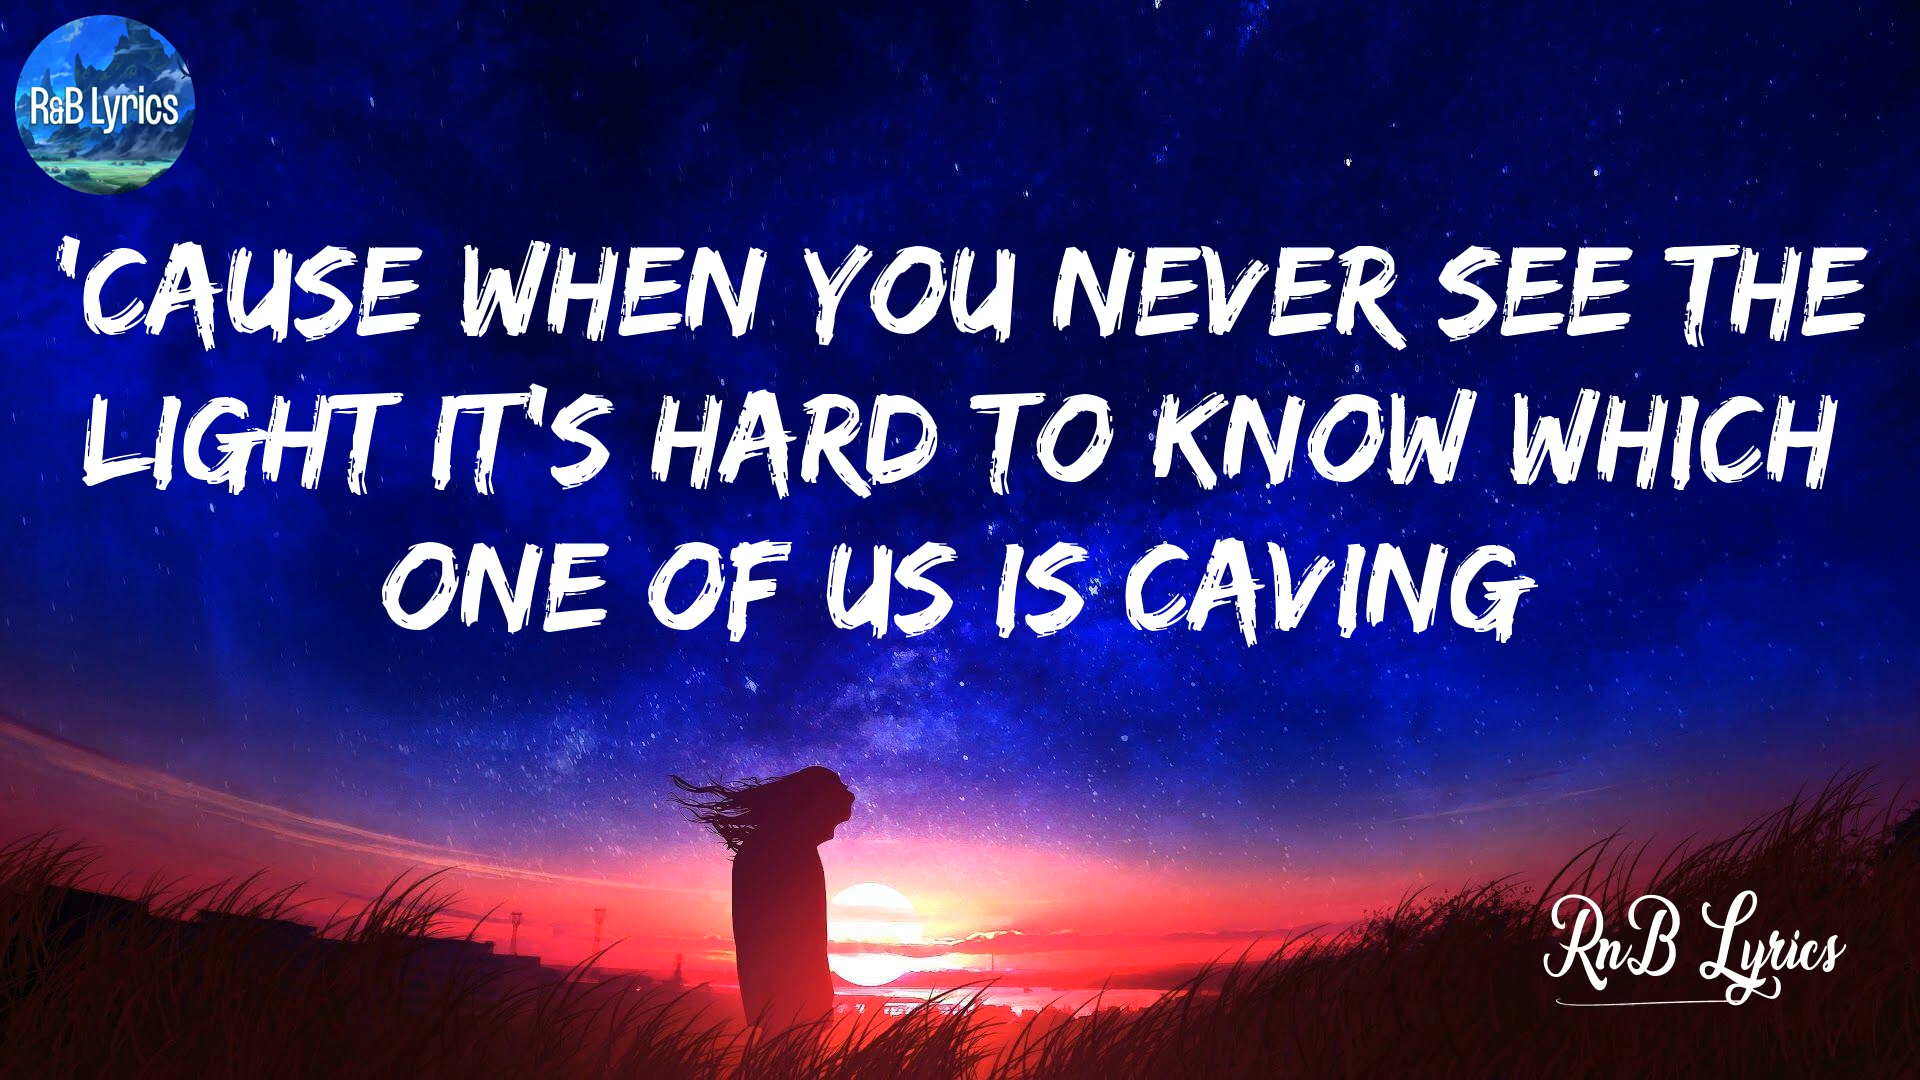 R&B Lyrics
'CAUSE WHEN YOU NEVER SEE THE
LIGHT IT'S HARD TO KNOW WHICH
ONE OF US IS CAVING
RnB Lyrics